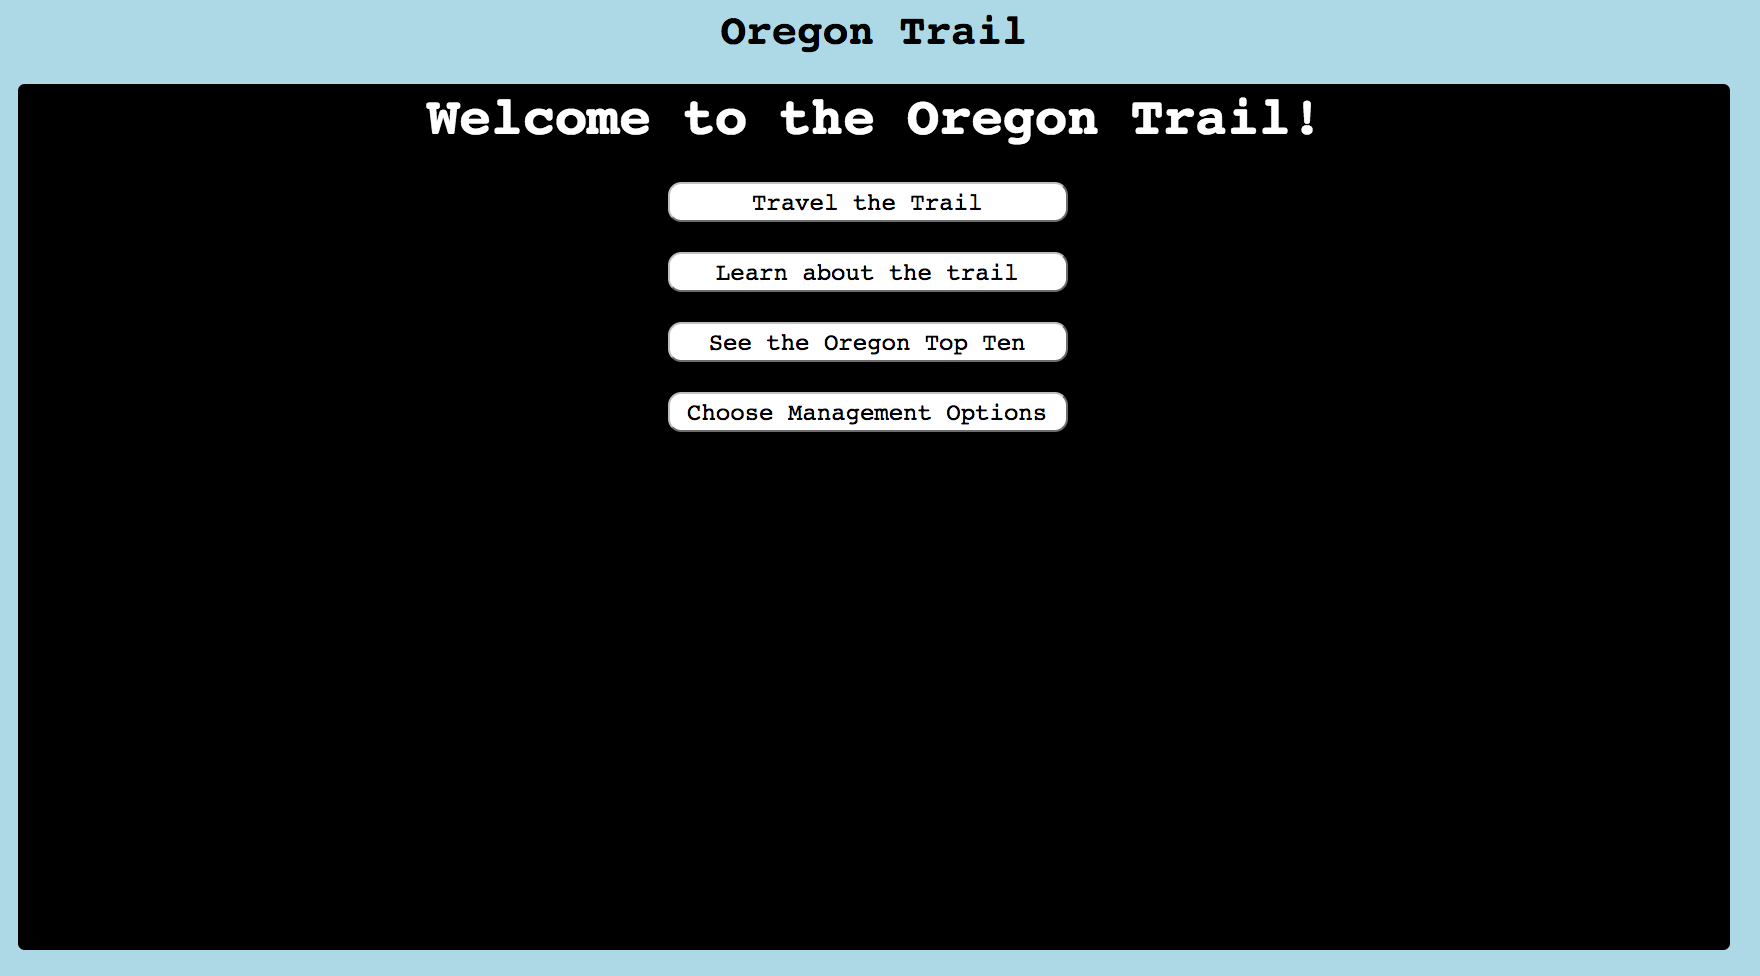 Oregon Trail
Welcome to the Oregon Trail!
Travel the Trail
Learn about the trail
See the Oregon Top Ten
Choose Management Options